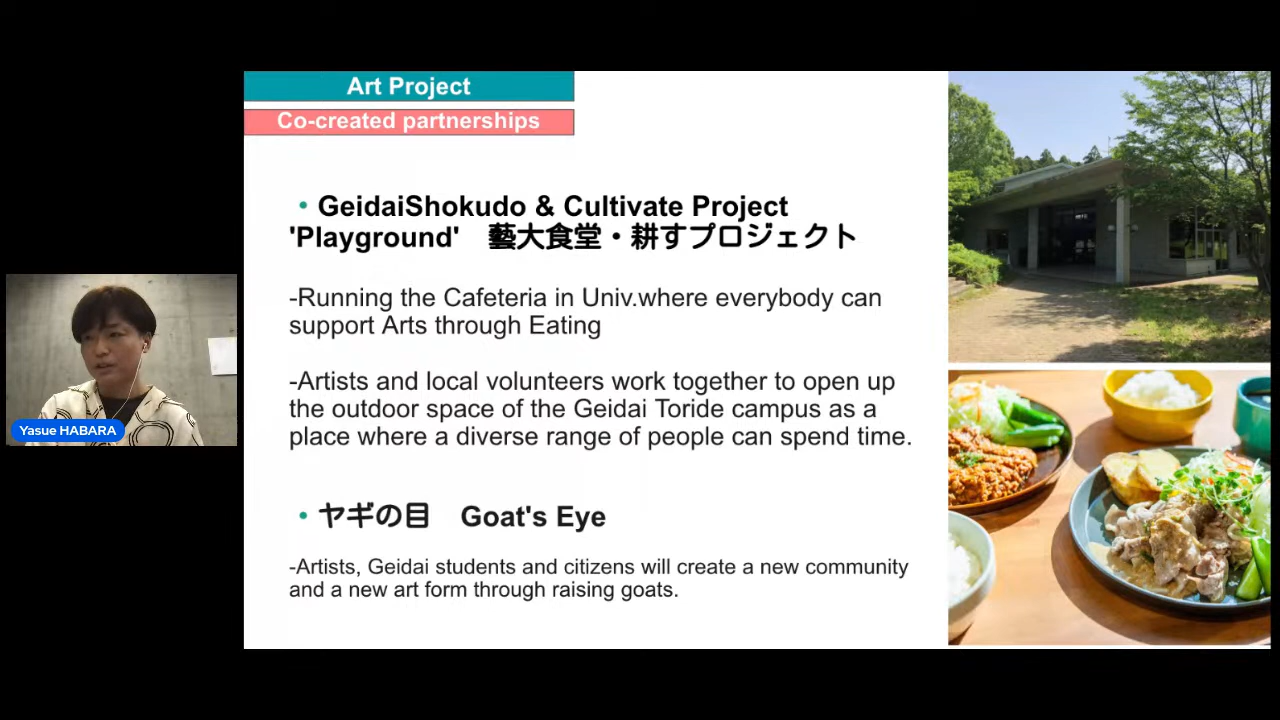 Art Project
Co-created partnerships
• GeidaiShokudo & Cultivate Project
'Playground' 藝大食堂・耕すプロジェクト
-Running the Cafeteria in Univ.where everybody can
support Arts through Eating
-Artists and local volunteers work together to open up
the outdoor space of the Geidai Toride campus as a
place where a diverse range of people can spend time.
• ヤギの目 Goat's Eye
-Artists, Geidai students and citizens will create a new community
and a new art form through raising goats.
Yasue HABARA